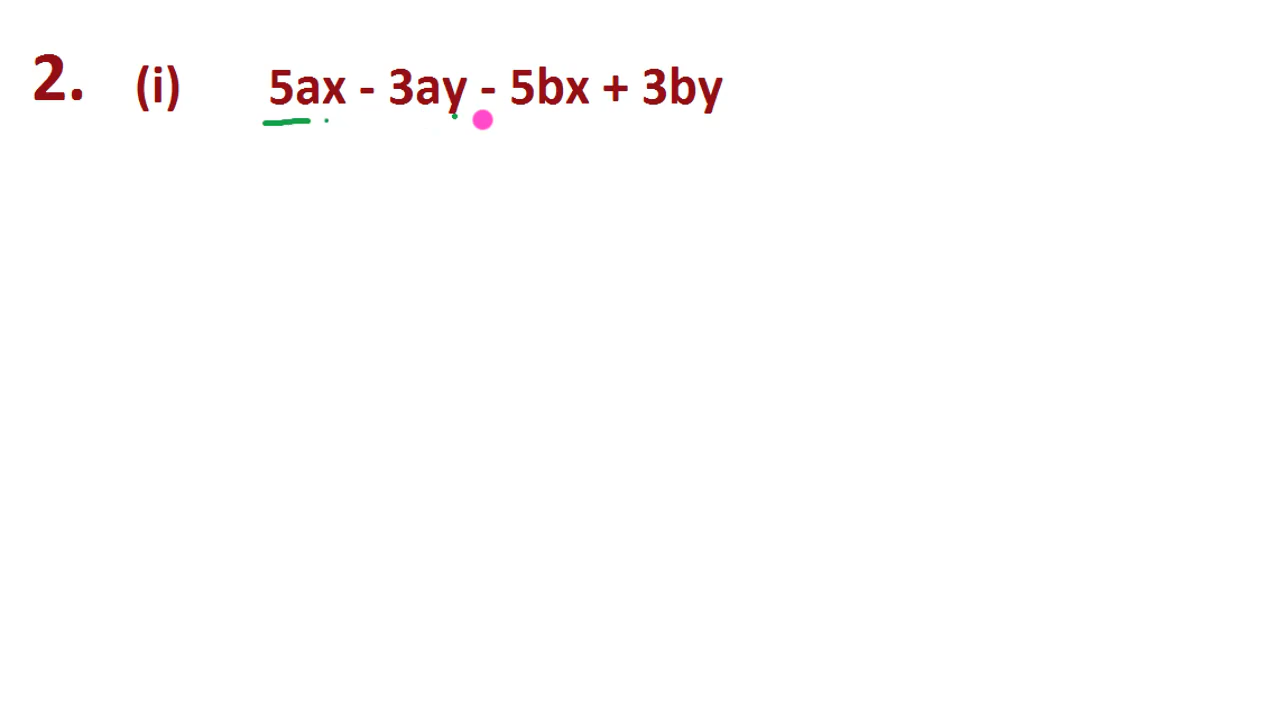 2. (i) 5ax - 3ay - 5bx + 3by